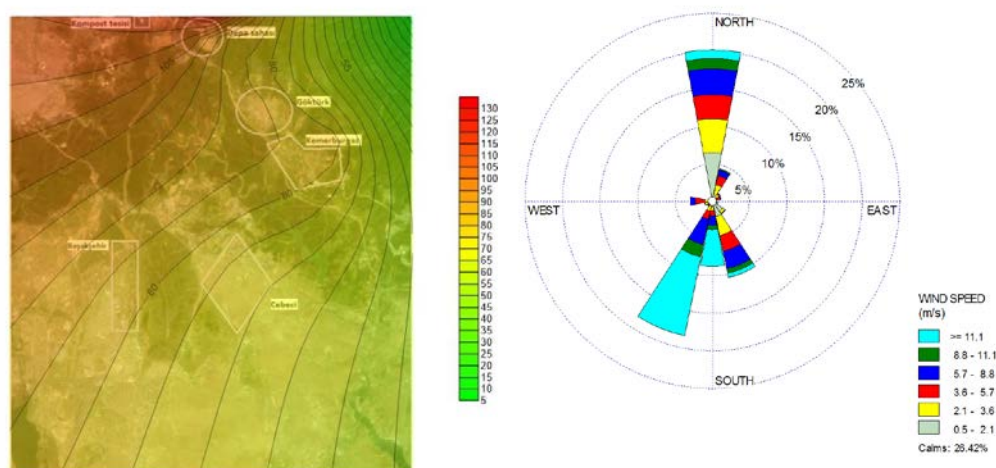 Kompost tesisi
Göktürk
Kemerburgaz
Başakşehir
Cebeci
60
130
125
120
115
110
105
100
95
90
85
80
75
70
65
60
55
50
45
40
35
30
25
20
15
10
5
NORTH
25%
20%
15%
10%
5%
WEST
EAST
SOUTH
WIND SPEED
(m/s)
>= 11.1
8.8 - 11.1
5.7 - 8.8
3.6 - 5.7
2.1 - 3.6
0.5 - 2.1
Calms: 26.42%